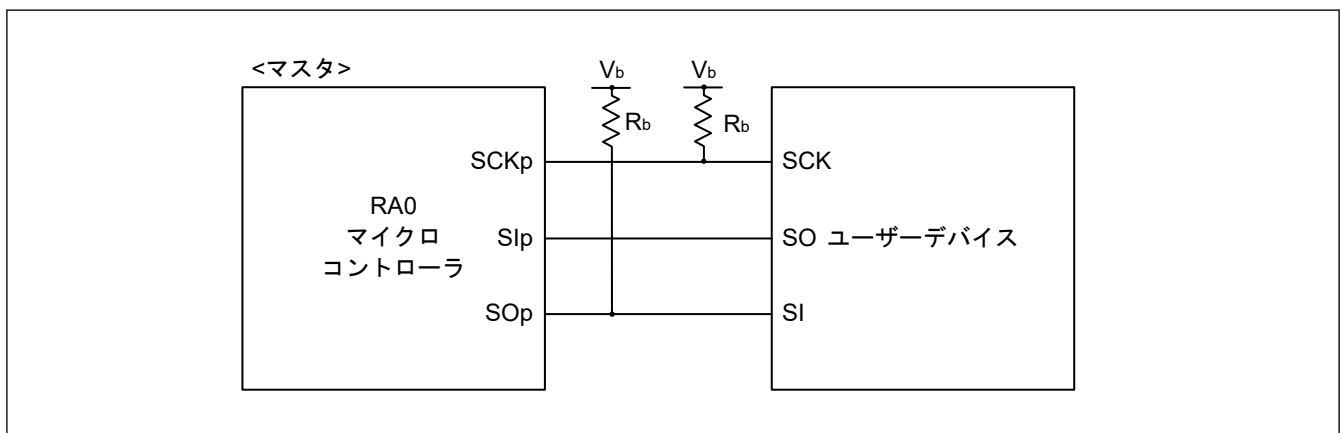 <マスタ>
Vb
Vb
Rb
Rb
SCKp
SCK
RA0
マイクロ
コントローラ
SIp
SO ユーザーデバイス
SOp
SI